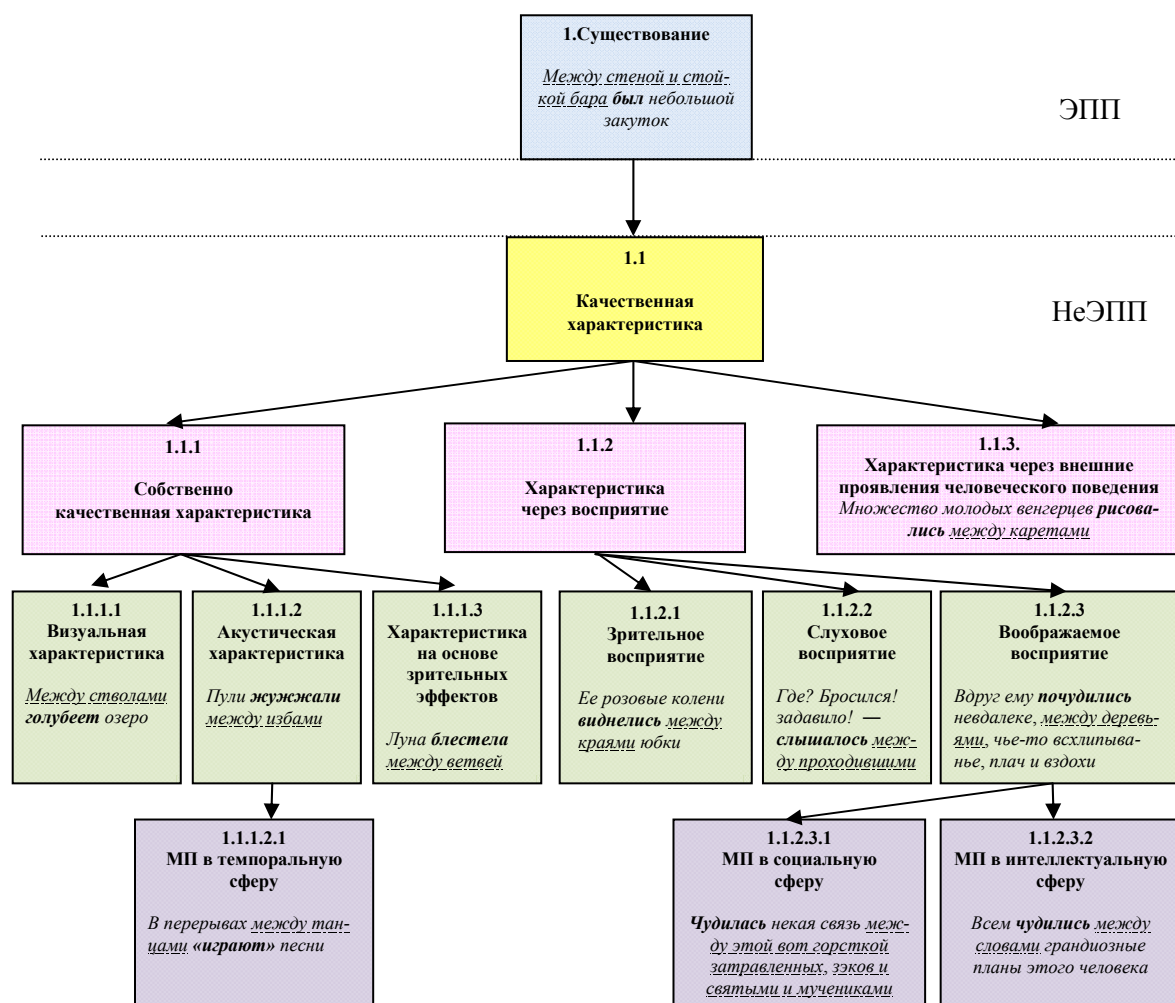 1.Существование
Между стеной и стой-
кой бара был небольшой
закуток
ЭПП
1.1
Качественная
характеристика
НеЭПП
1.1.1
Собственно
качественная характеристика
1.1.2
Характеристика
через восприятие
1.1.3.
Характеристика через внешние
проявления человеческого поведения
Множество молодых венгерцев рисова-
лись между каретами
1.1.1.1
Визуальная
характеристика
Между стволами
голубеет озеро
1.1.1.2
Акустическая
характеристика
Пули жужжали
между избами
1.1.1.3
Характеристика
на основе
зрительных
эффектов
Луна блестела
между ветвей
1.1.2.1
Зрительное
восприятие
Ее розовые колени
виднелись между
краями юбки
1.1.2.2
Слуховое
восприятие
Где? Бросился!
задавило! —
слышалось меж-
ду проходившими
1.1.2.3
Воображаемое
восприятие
Вдруг ему почудились
невдалеке, между деревь-
ями, чье-то всхлипыва-
нье, плач и вздохи
1.1.1.2.1
МП в темпоральную
сферу
В перерывах между тан-
цами «играют» песни
1.1.2.3.1
МП в социальную
сферу
Чудилась некая связь меж-
ду этой вот горсткой
затравленных, зэков и
святыми и мучениками
1.1.2.3.2
МП в интеллектуальную
сферу
Всем чудились между
словами грандиозные
планы этого человека